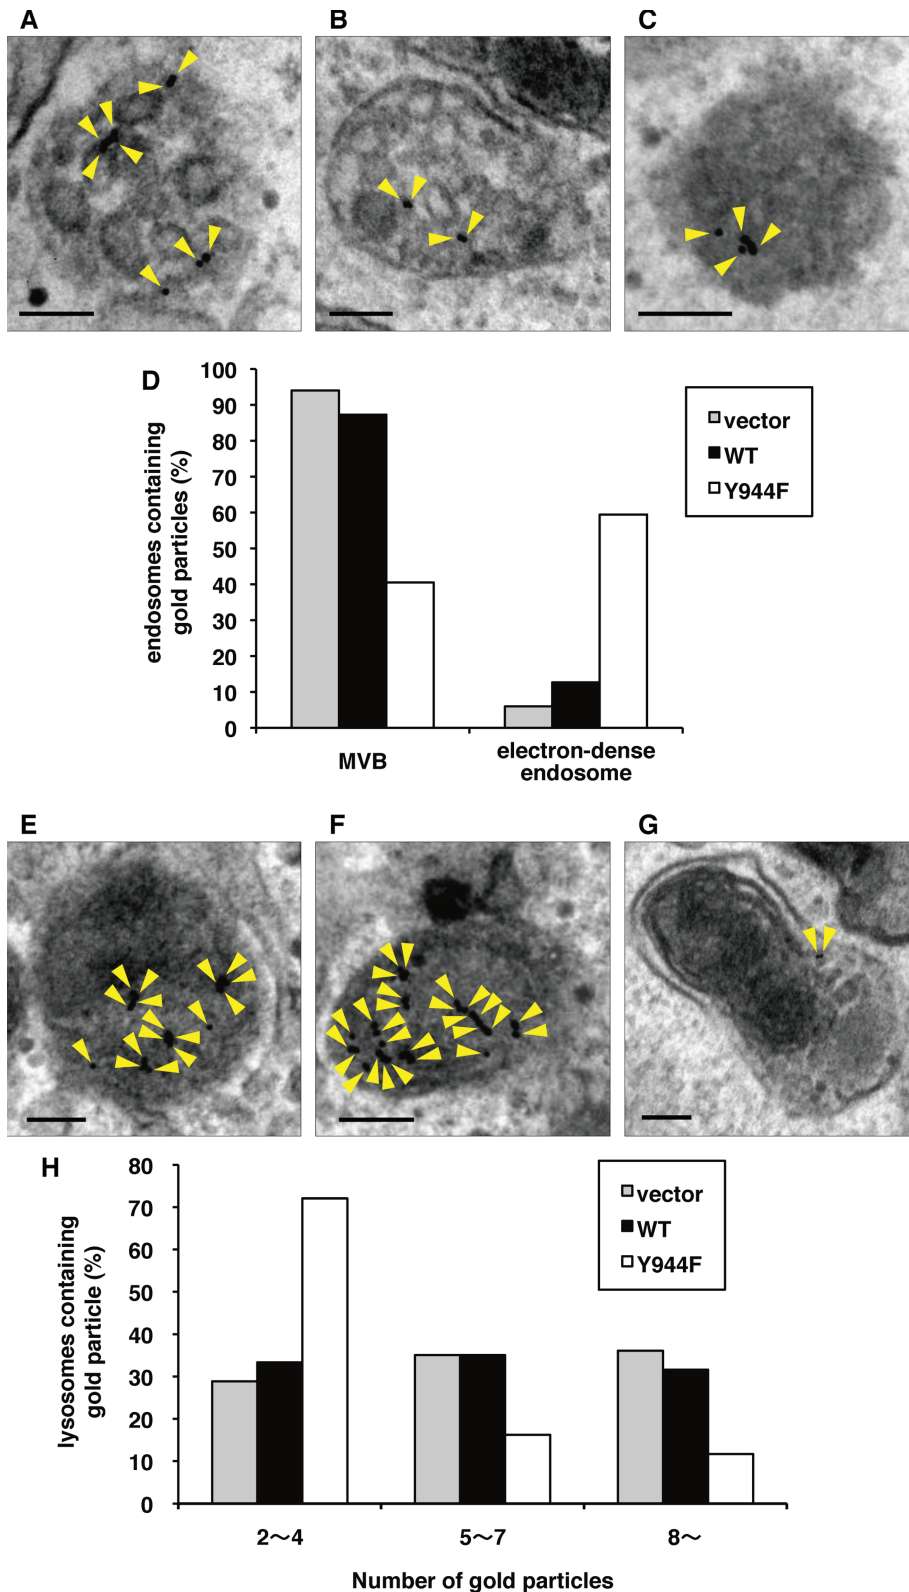 A
B
C
D
endosomes containing
gold particles (%)
100
90
80
70
60
50
40
30
20
10
0
vector
WT
Y944F
MVB
electron-dense
endosome
E
F
G
H
lysosomes containing
gold particle (%)
80
70
60
50
40
30
20
10
0
vector
WT
Y944F
2〜4
5〜7
8〜
Number of gold particles